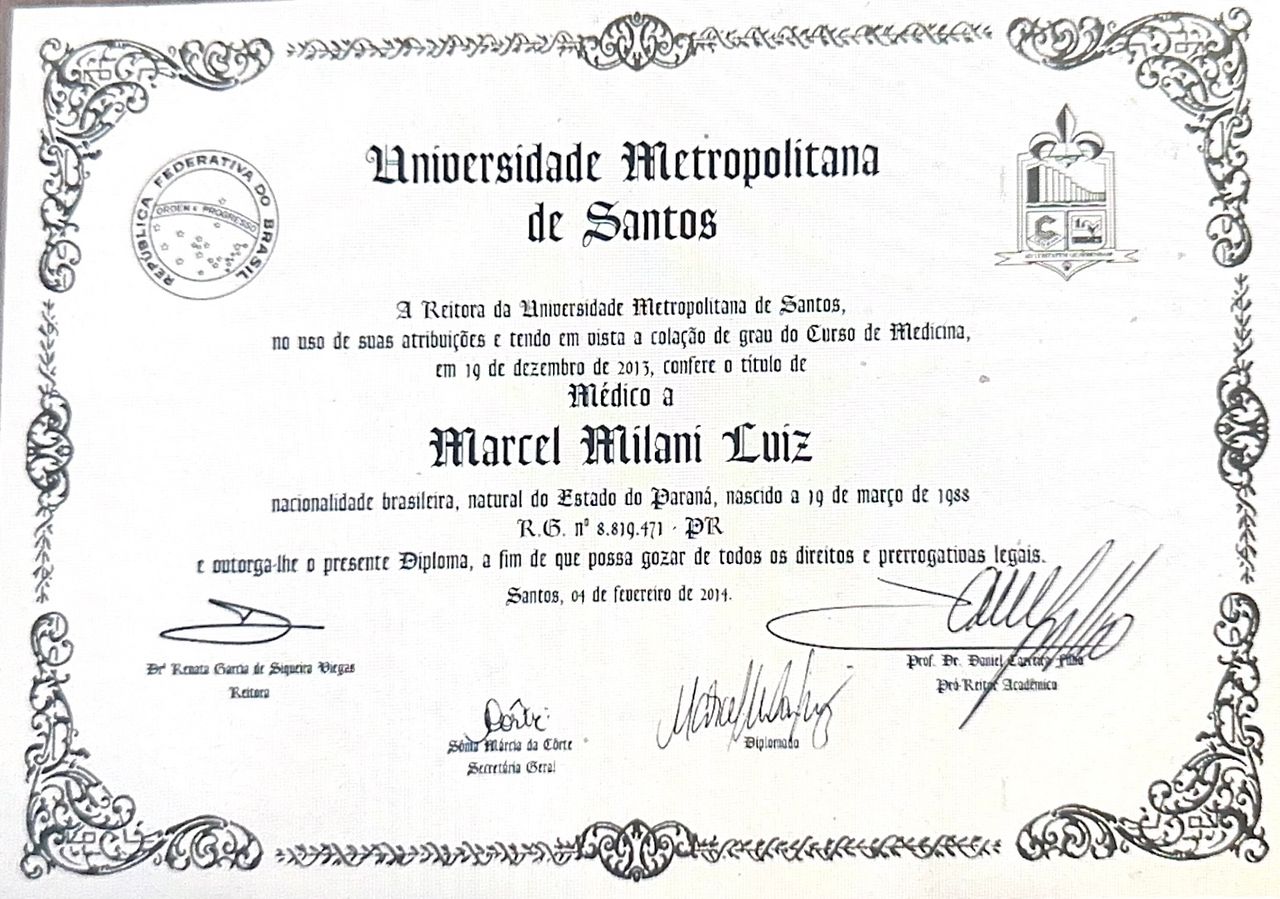 Universidade Metropolitana
de Santos
REPÚBLICA FEDERATIVA DO BRASIL
ORDEM E PROGRESSO
A Reitora da Universidade Metropolitana de Santos,
no uso de suas atribuições e tendo em vista a colação de grau do Curso de Medicina,
em 19 de dezembro de 2013, confere o título de
Médico a
Marcel Milani Luiz
nacionalidade brasileira, natural do Estado do Paraná, nascido a 19 de março de 1988
R.G. nº 8.819.471 - PR
e outorga-lhe o presente Diploma, a fim de que possa gozar de todos os direitos e prerrogativas legais.
Santos, 04 de fevereiro de 2014.
Drª Renata Garcia de Siqueira Viegas
Reitora
Prof. Dr. Daniel Carreira Filho
Pró-Reitor Acadêmico
Côrte
Sônia Márcia da Côrte
Secretária Geral
Diplomado